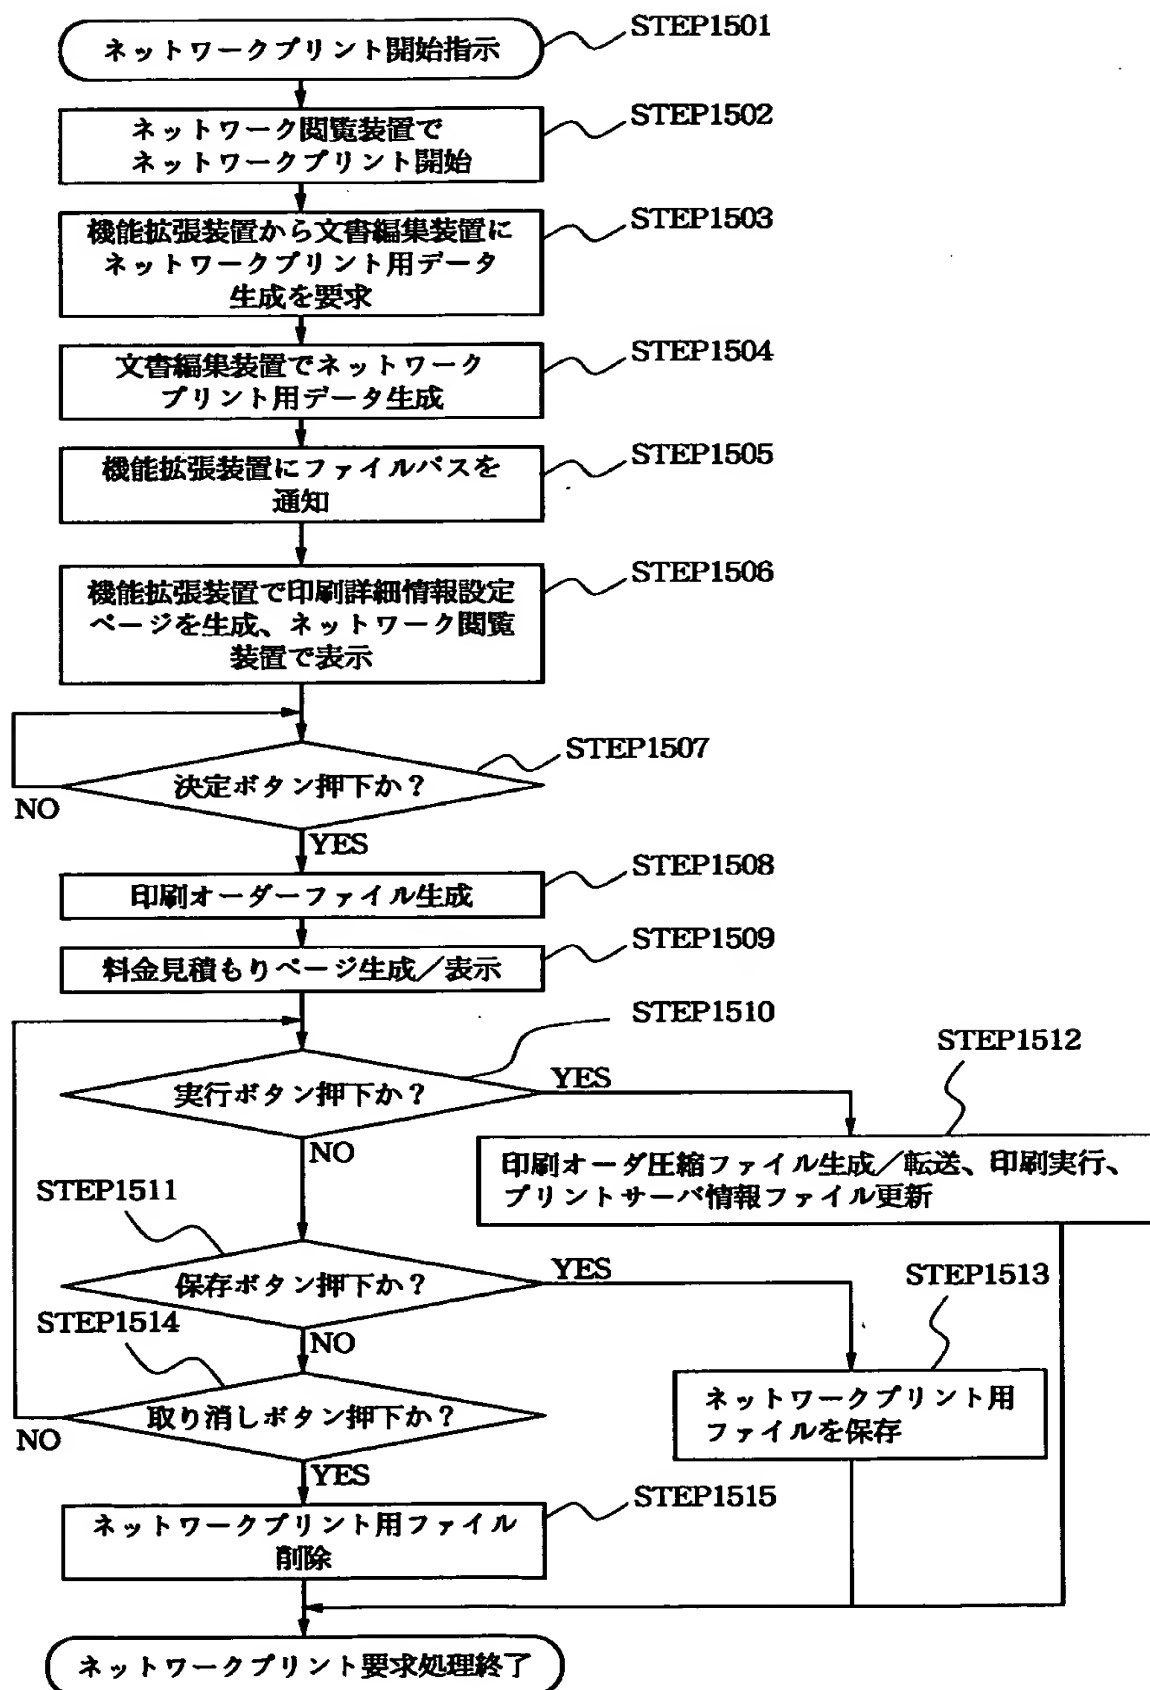 ネットワークプリント開始指示
STEP1501
ネットワーク閲覧装置で
ネットワークプリント開始
STEP1502
機能拡張装置から文書編集装置に
ネットワークプリント用データ
生成を要求
STEP1503
文書編集装置でネットワーク
プリント用データ生成
STEP1504
機能拡張装置にファイルパスを
通知
STEP1505
機能拡張装置で印刷詳細情報設定
ページを生成、ネットワーク閲覧
装置で表示
STEP1506
決定ボタン押下か?
STEP1507
NO
YES
印刷オーダーファイル生成
STEP1508
料金見積もりページ生成/表示
STEP1509
実行ボタン押下か?
STEP1510
YES
NO
STEP1512
印刷オーダ圧縮ファイル生成/転送、印刷実行、
プリントサーバ情報ファイル更新
STEP1511
保存ボタン押下か?
YES
NO
STEP1513
ネットワークプリント用
ファイルを保存
STEP1514
取り消しボタン押下か?
NO
YES
ネットワークプリント用ファイル
削除
STEP1515
ネットワークプリント要求処理終了